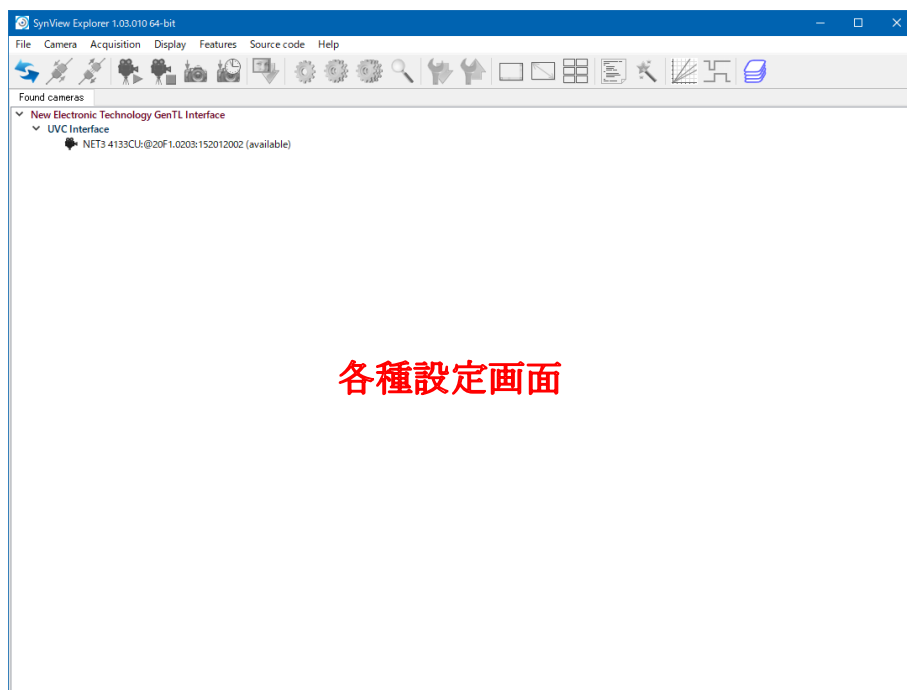 SynView Explorer 1.03.010 64-bit
File Camera Acquisition Display Features Source code Help
Found cameras
New Electronic Technology GenTL Interface
UVC Interface
NET3 4133CU:@20F1.0203:152012002 (available)
各種設定画面